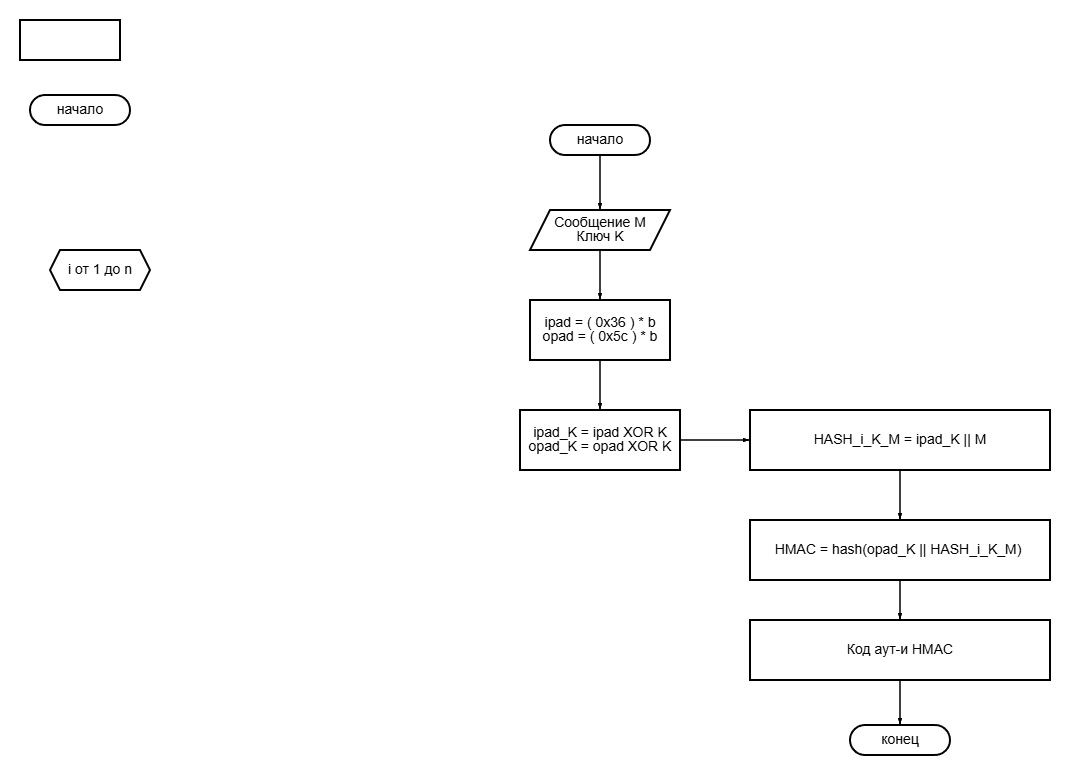 начало
i от 1 до n
начало
Сообщение M
Ключ K
ipad = ( 0x36 ) * b
opad = ( 0x5c ) * b
ipad_K = ipad XOR K
opad_K = opad XOR K
HASH_i_K_M = ipad_K || M
HMAC = hash(opad_K || HASH_i_K_M)
Код аут-и HMAC
конец